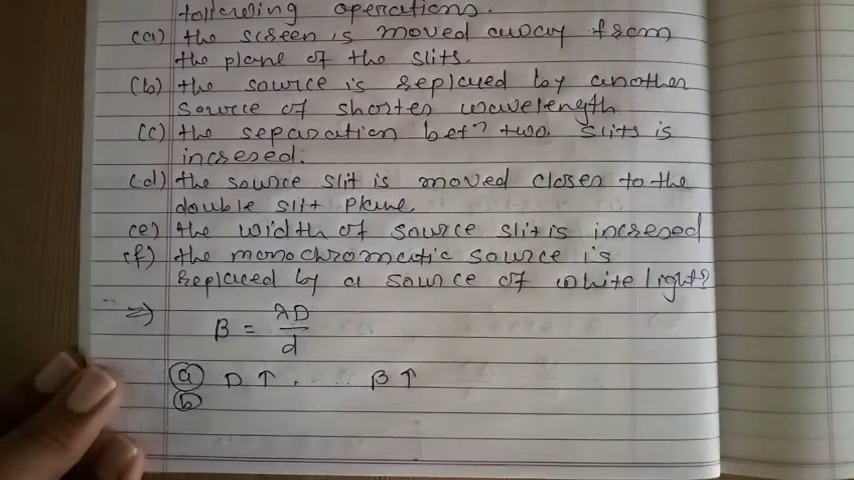 following operations.
(a) the screen is moved away from
the plane of the slits.
(b) the source is replaced by another
source of shorter wavelength
(c) the separation betⁿ two slits is
incresed.
(d) the source slit is moved closer to the
double slit plane.
(e) the width of source slit is incresed
(f) the monochromatic source is
replaced by a source of white light?
⇒
β = λD/d
(a) D ↑ . ..... β ↑
(b)